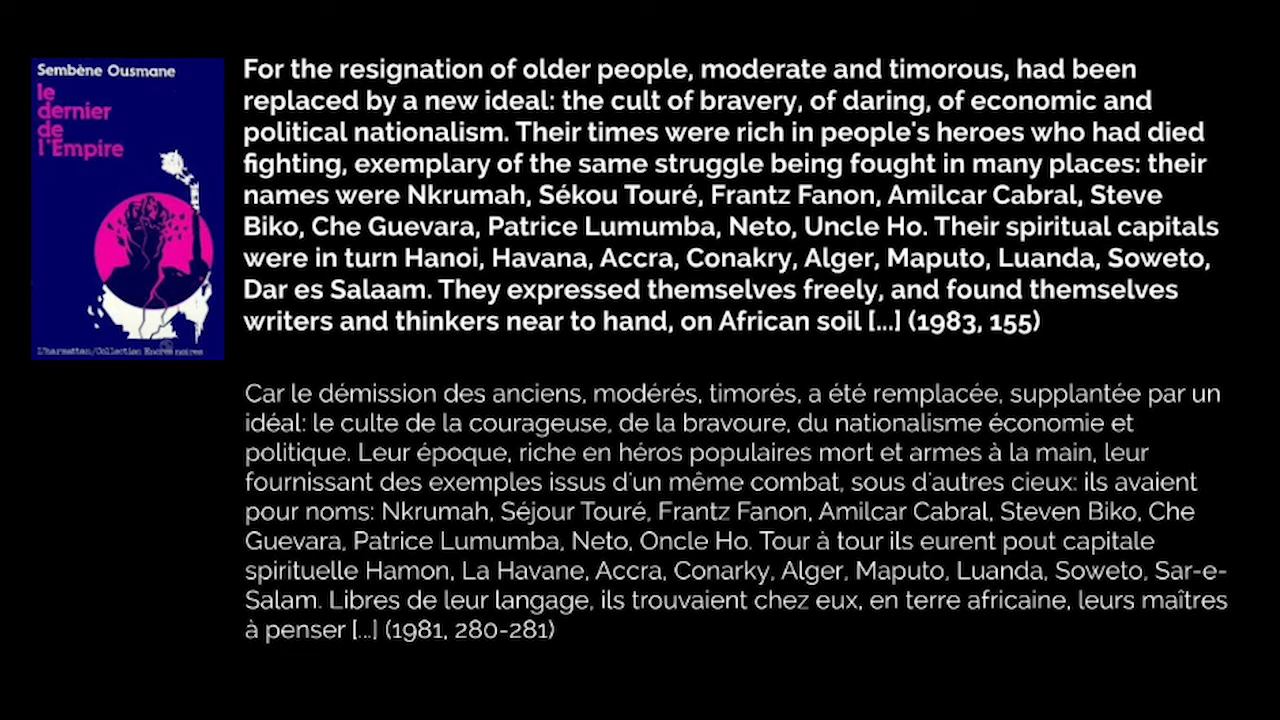 Sembène Ousmane
le
dernier
de
l'Empire
L'harmattan/Collection Encres noires
For the resignation of older people, moderate and timorous, had been
replaced by a new ideal: the cult of bravery, of daring, of economic and
political nationalism. Their times were rich in people's heroes who had died
fighting, exemplary of the same struggle being fought in many places: their
names were Nkrumah, Sékou Touré, Frantz Fanon, Amilcar Cabral, Steve
Biko, Che Guevara, Patrice Lumumba, Neto, Uncle Ho. Their spiritual capitals
were in turn Hanoi, Havana, Accra, Conakry, Alger, Maputo, Luanda, Soweto,
Dar es Salaam. They expressed themselves freely, and found themselves
writers and thinkers near to hand, on African soil [...] (1983, 155)
Car le démission des anciens, modérés, timorés, a été remplacée, supplantée par un
idéal: le culte de la courageuse, de la bravoure, du nationalisme économie et
politique. Leur époque, riche en héros populaires mort et armes à la main, leur
fournissant des exemples issus d'un même combat, sous d'autres cieux: ils avaient
pour noms: Nkrumah, Séjour Touré, Frantz Fanon, Amilcar Cabral, Steven Biko, Che
Guevara, Patrice Lumumba, Neto, Oncle Ho. Tour à tour ils eurent pout capitale
spirituelle Hamon, La Havane, Accra, Conarky, Alger, Maputo, Luanda, Soweto, Sar-e-
Salam. Libres de leur langage, ils trouvaient chez eux, en terre africaine, leurs maîtres
à penser [...] (1981, 280-281)